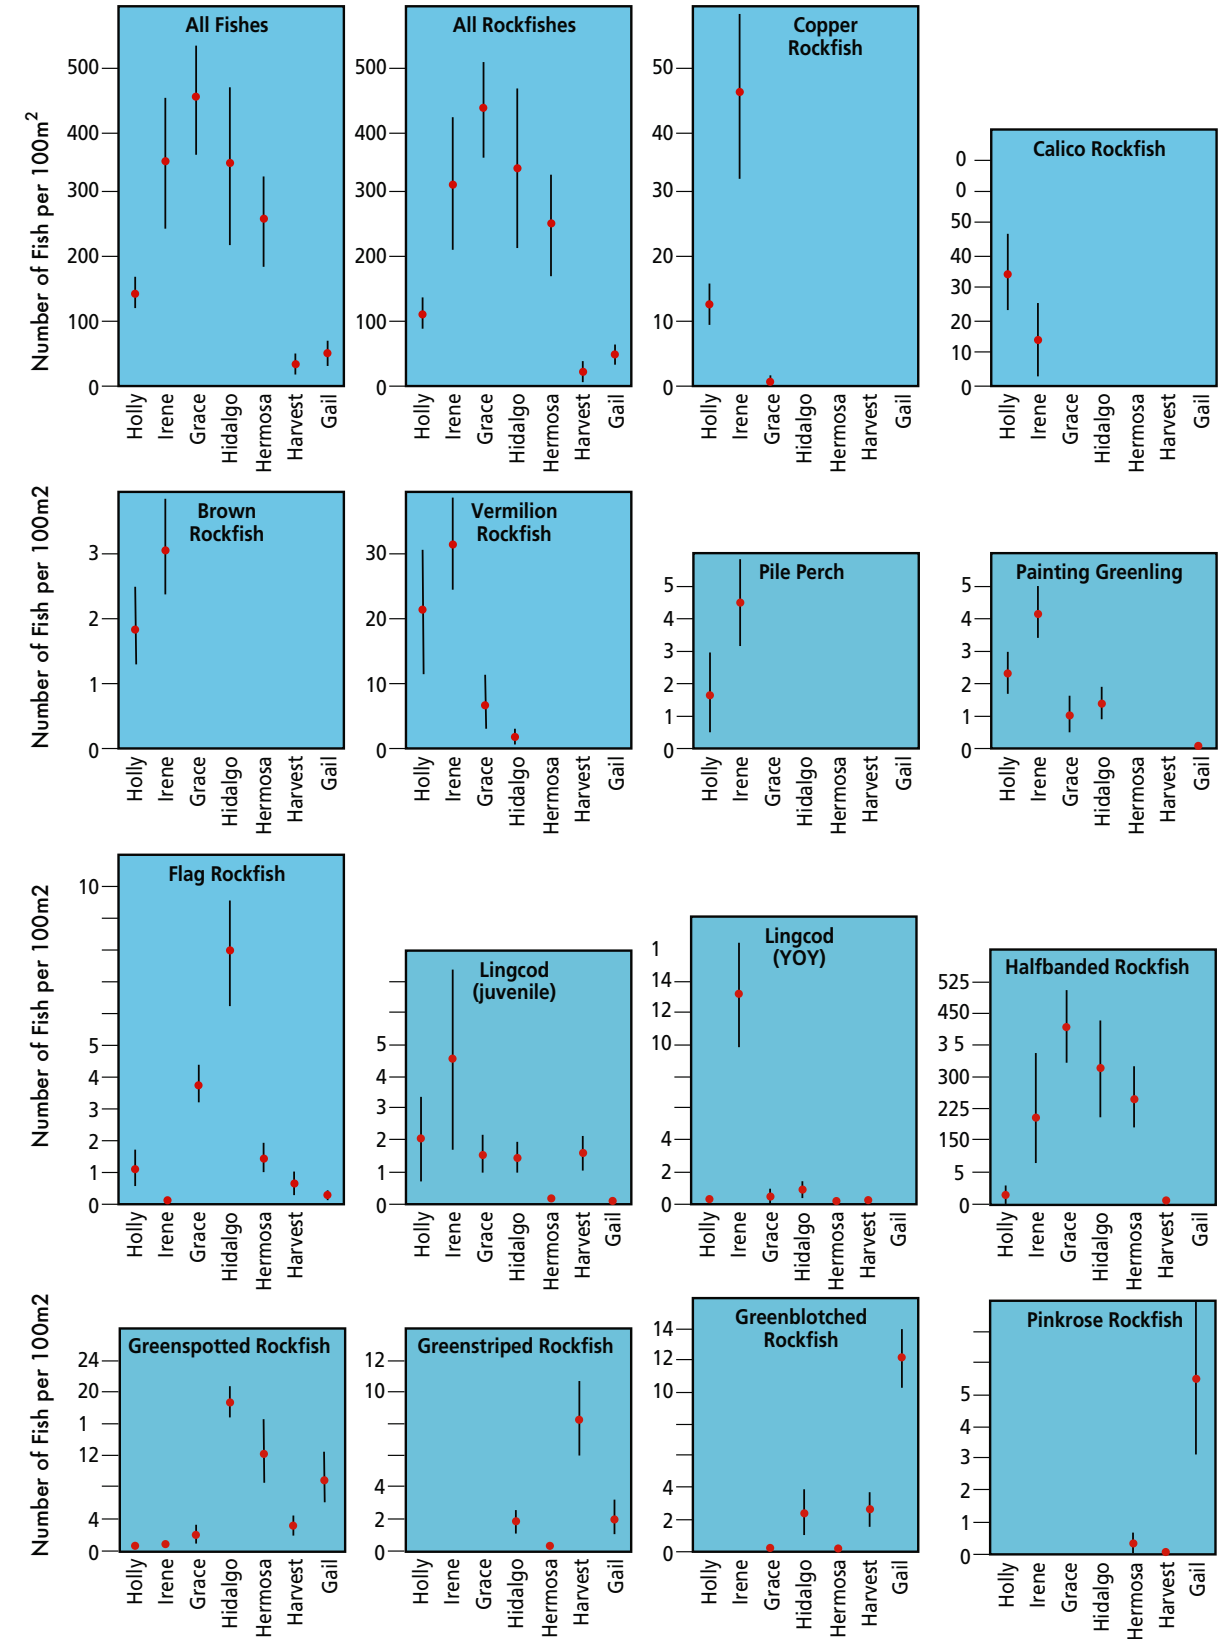 Number of Fish per 100m2
All Fishes
500
400
300
200
100
0
Holly
Irene
Grace
Hidalgo
Hermosa
Harvest
Gail
All Rockfishes
500
400
300
200
100
0
Holly
Irene
Grace
Hidalgo
Hermosa
Harvest
Gail
Copper
Rockfish
50
40
30
20
10
0
Holly
Irene
Grace
Hidalgo
Hermosa
Harvest
Gail
Calico Rockfish
0
0
50
40
30
20
10
0
Holly
Irene
Grace
Hidalgo
Hermosa
Harvest
Gail
Number of Fish per 100m2
Brown
Rockfish
3
2
1
0
Holly
Irene
Grace
Hidalgo
Hermosa
Harvest
Gail
Vermilion
Rockfish
30
20
10
0
Holly
Irene
Grace
Hidalgo
Hermosa
Harvest
Gail
Pile Perch
5
4
3
2
1
0
Holly
Irene
Grace
Hidalgo
Hermosa
Harvest
Gail
Painting Greenling
5
4
3
2
1
0
Holly
Irene
Grace
Hidalgo
Hermosa
Harvest
Gail
Number of Fish per 100m2
Flag Rockfish
10
5
4
3
2
1
0
Holly
Irene
Grace
Hidalgo
Hermosa
Harvest
Lingcod
(juvenile)
5
4
3
2
1
0
Holly
Irene
Grace
Hidalgo
Hermosa
Harvest
Gail
Lingcod
(YOY)
1
14
12
10
4
2
0
Holly
Irene
Grace
Hidalgo
Hermosa
Harvest
Gail
Halfbanded Rockfish
525
450
3 5
300
225
150
5
0
Holly
Irene
Grace
Hidalgo
Hermosa
Harvest
Gail
Number of Fish per 100m2
Greenspotted Rockfish
24
20
1
12
4
0
Holly
Irene
Grace
Hidalgo
Hermosa
Harvest
Gail
Greenstriped Rockfish
12
10
4
2
0
Holly
Irene
Grace
Hidalgo
Hermosa
Harvest
Gail
Greenblotched
Rockfish
14
12
10
4
2
0
Holly
Irene
Grace
Hidalgo
Hermosa
Harvest
Gail
Pinkrose Rockfish
5
4
3
2
1
0
Holly
Irene
Grace
Hidalgo
Hermosa
Harvest
Gail